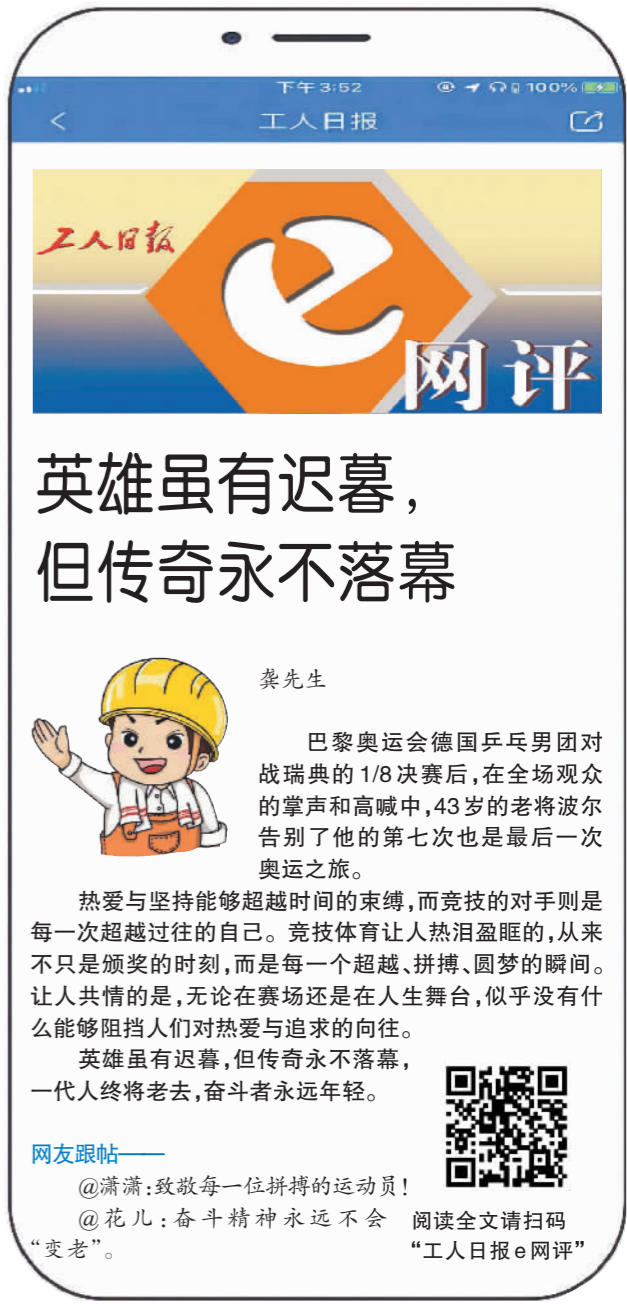 下午3:52
100%
工人日报
工人日报
e
网评
英雄虽有迟暮，
但传奇永不落幕
龚先生
巴黎奥运会德国乒乓男团对
战瑞典的1/8决赛后,在全场观众
的掌声和高喊中,43岁的老将波尔
告别了他的第七次也是最后一次
奥运之旅。
热爱与坚持能够超越时间的束缚,而竞技的对手则是
每一次超越过往的自己。竞技体育让人热泪盈眶的,从来
不只是颁奖的时刻,而是每一个超越、拼搏、圆梦的瞬间。
让人共情的是,无论在赛场还是在人生舞台,似乎没有什
么能够阻挡人们对热爱与追求的向往。
英雄虽有迟暮,但传奇永不落幕,
一代人终将老去,奋斗者永远年轻。
网友跟帖——
@潇潇:致敬每一位拼搏的运动员!
@花儿:奋斗精神永远不会
“变老”。
阅读全文请扫码
“工人日报e网评”